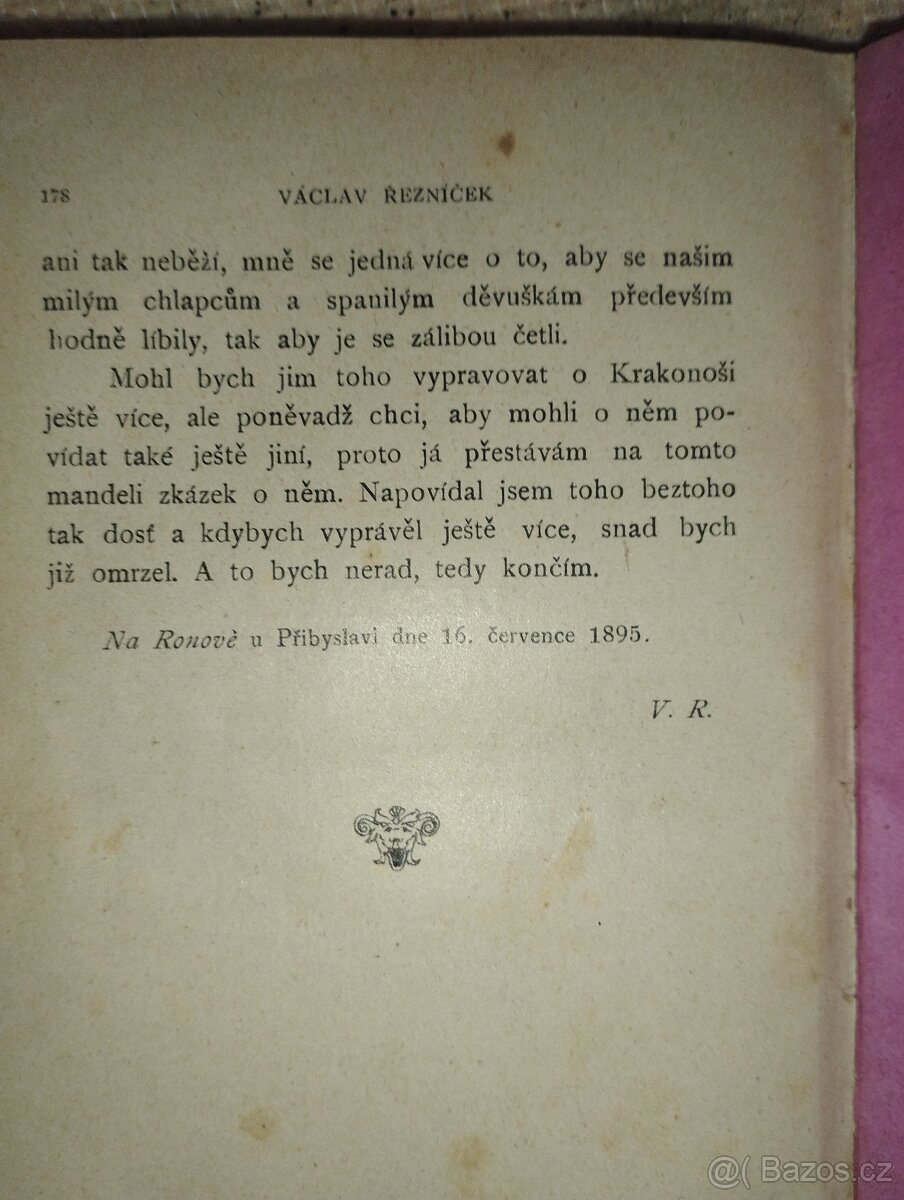 178 VÁCLAV ŘEZNÍČEK
ani tak neběží, mně se jedná více o to, aby se našim
milým chlapcům a spanilým děvuškám především
hodně líbily, tak aby je se zálibou četli.
Mohl bych jim toho vypravovat o Krakonoši
ještě více, ale poněvadž chci, aby mohli o něm po-
vídat také ještě jiní, proto já přestávám na tomto
mandeli zkázek o něm. Napovídal jsem toho beztoho
tak dosť a kdybych vyprávěl ještě více, snad bych
již omrzel. A to bych nerad, tedy končím.
Na Ronově u Přibyslavi dne 16. července 1895.
V. R.
@( Bazos.cz